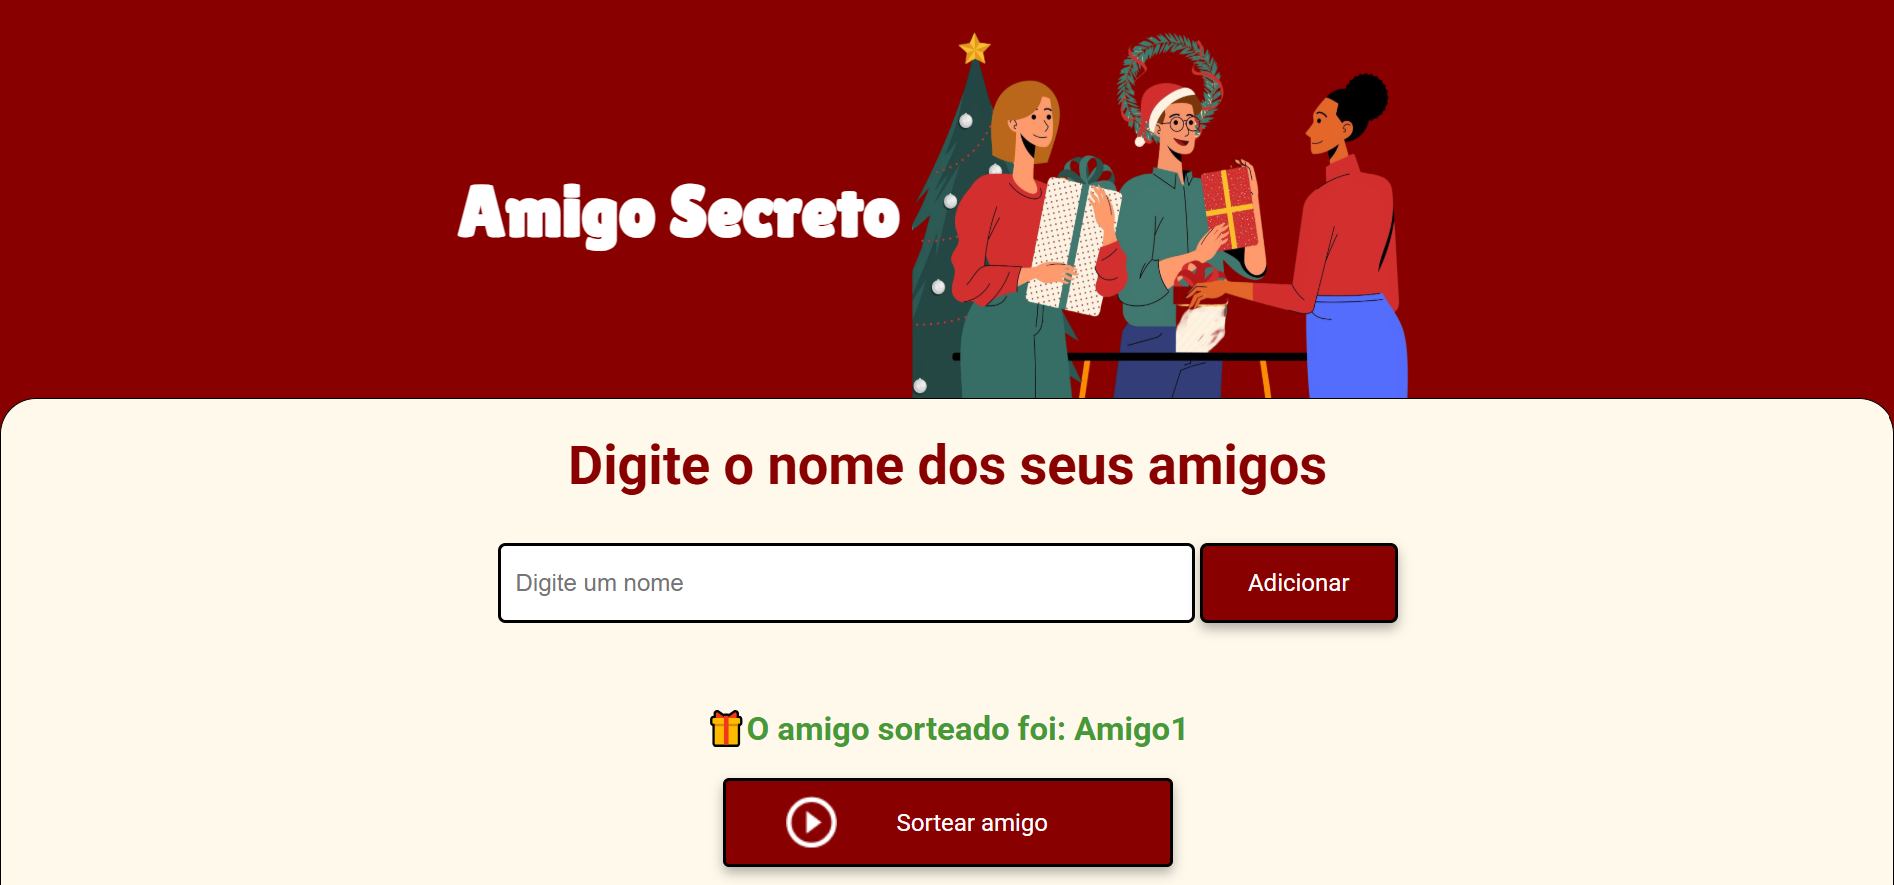 Amigo Secreto
Digite o nome dos seus amigos
Digite um nome
Adicionar
🎁O amigo sorteado foi: Amigo1
Sortear amigo